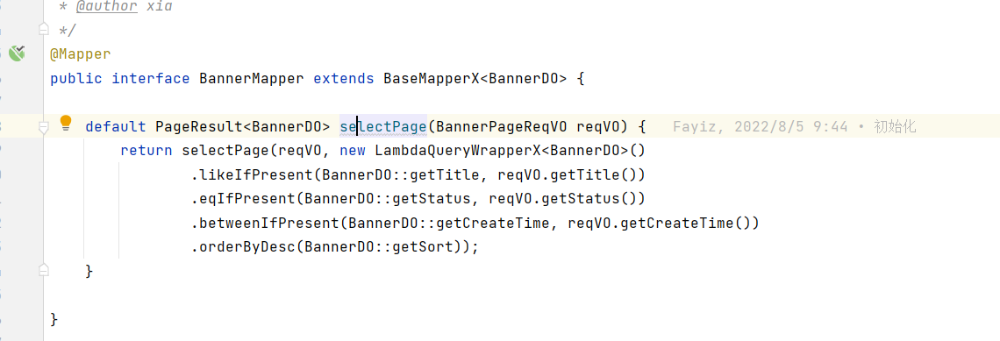 * @author xia
*/
@Mapper
public interface BannerMapper extends BaseMapperX<BannerDO> {
default PageResult<BannerDO> selectPage(BannerPageReqVO reqVO) { Fayiz, 2022/8/5 9:44 • 初始化
return selectPage(reqVO, new LambdaQueryWrapperX<BannerDO>()
.likeIfPresent(BannerDO::getTitle, reqVO.getTitle())
.eqIfPresent(BannerDO::getStatus, reqVO.getStatus())
.betweenIfPresent(BannerDO::getCreateTime, reqVO.getCreateTime())
.orderByDesc(BannerDO::getSort));
}
}